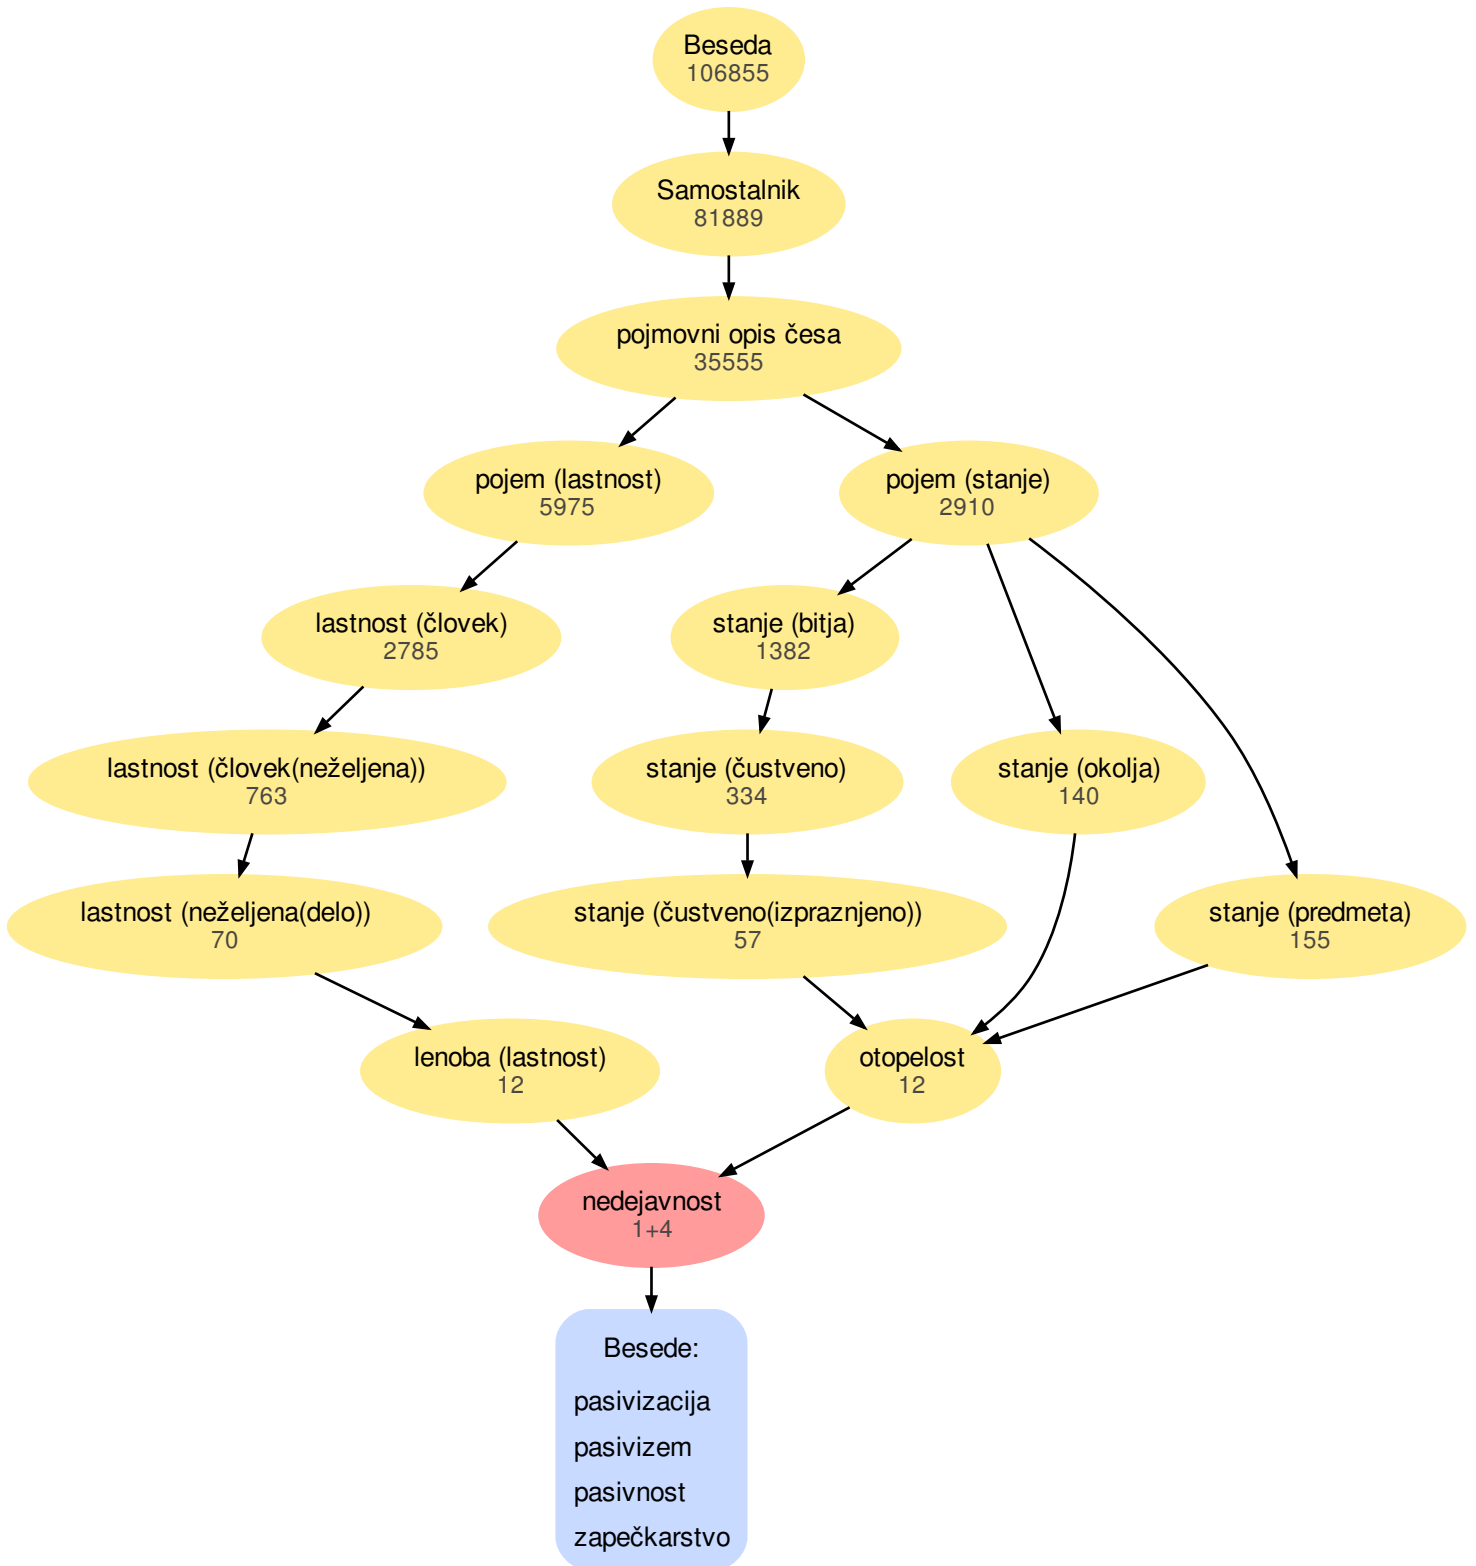 Beseda
106855
Samostalnik
81889
pojmovni opis česa
35555
pojem (lastnost)
5975
pojem (stanje)
2910
lastnost (človek)
2785
stanje (bitja)
1382
lastnost (človek(neželjena))
763
stanje (čustveno)
334
stanje (okolja)
140
lastnost (neželjena(delo))
70
stanje (čustveno(izpraznjeno))
57
stanje (predmeta)
155
lenoba (lastnost)
12
otopelost
12
nedejavnost
1+4
Besede:
pasivizacija
pasivizem
pasivnost
zapečkarstvo